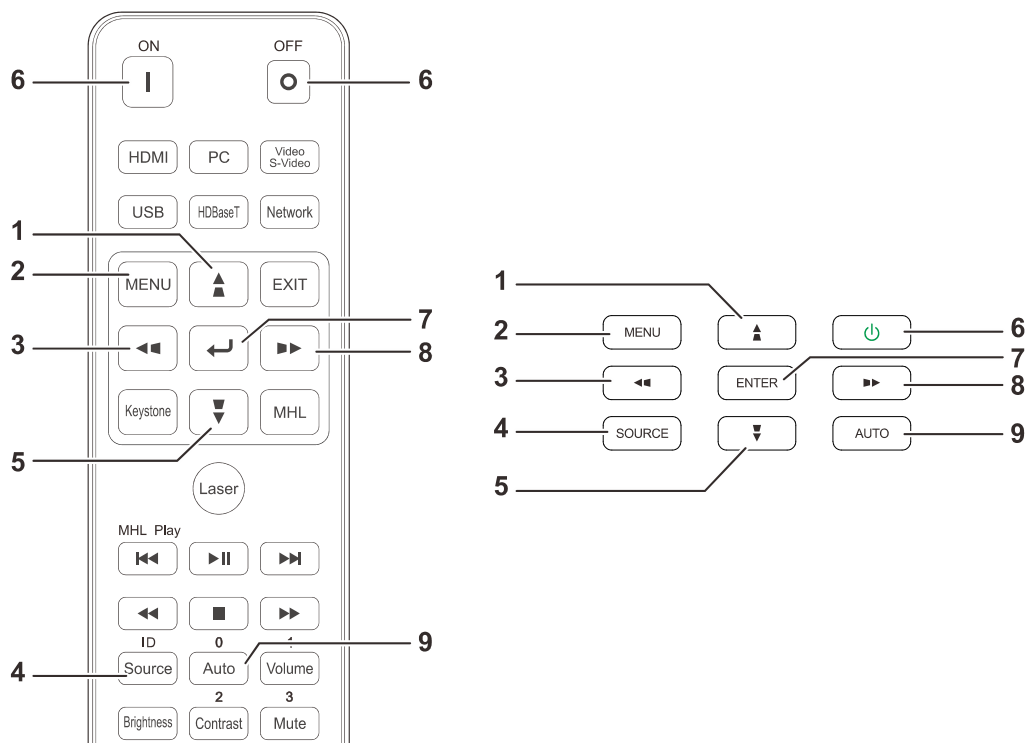 ON OFF
6 6
HDMI PC Video
S-Video
USB HDBaseT Network
1
2 MENU EXIT
7
3 8
Keystone MHL
5
Laser
MHL Play
ID 0 1 9
4 Source Auto Volume
2 3
Brightness Contrast Mute
1
2 MENU 6
7
3 ENTER 8
4 SOURCE AUTO 9
5